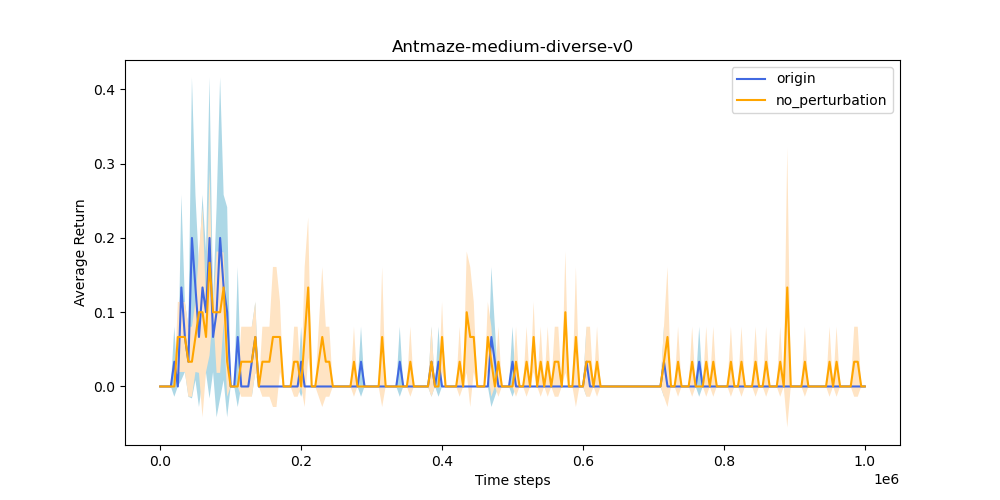 Antmaze-medium-diverse-v0
origin
no_perturbation
Average Return
0.4
0.3
0.2
0.1
0.0
0.0 0.2 0.4 0.6 0.8 1.0
1e6
Time steps